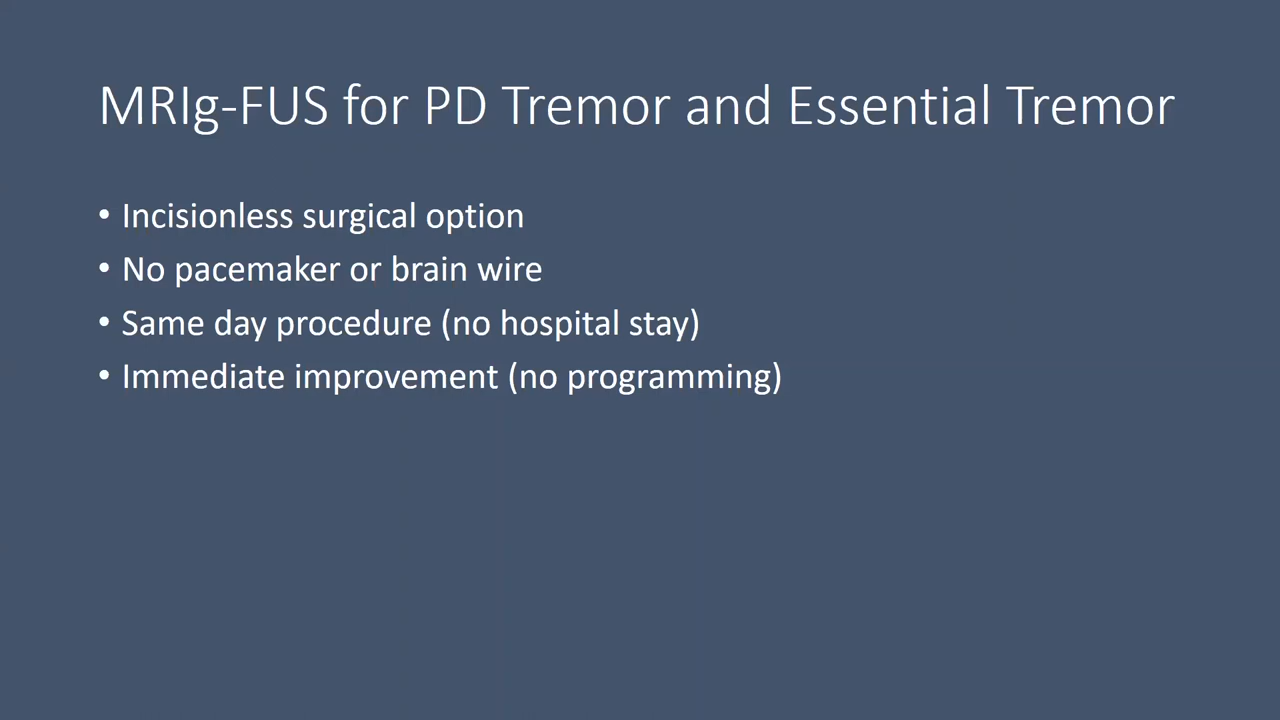 MRIg-FUS for PD Tremor and Essential Tremor
• Incisionless surgical option
• No pacemaker or brain wire
• Same day procedure (no hospital stay)
• Immediate improvement (no programming)